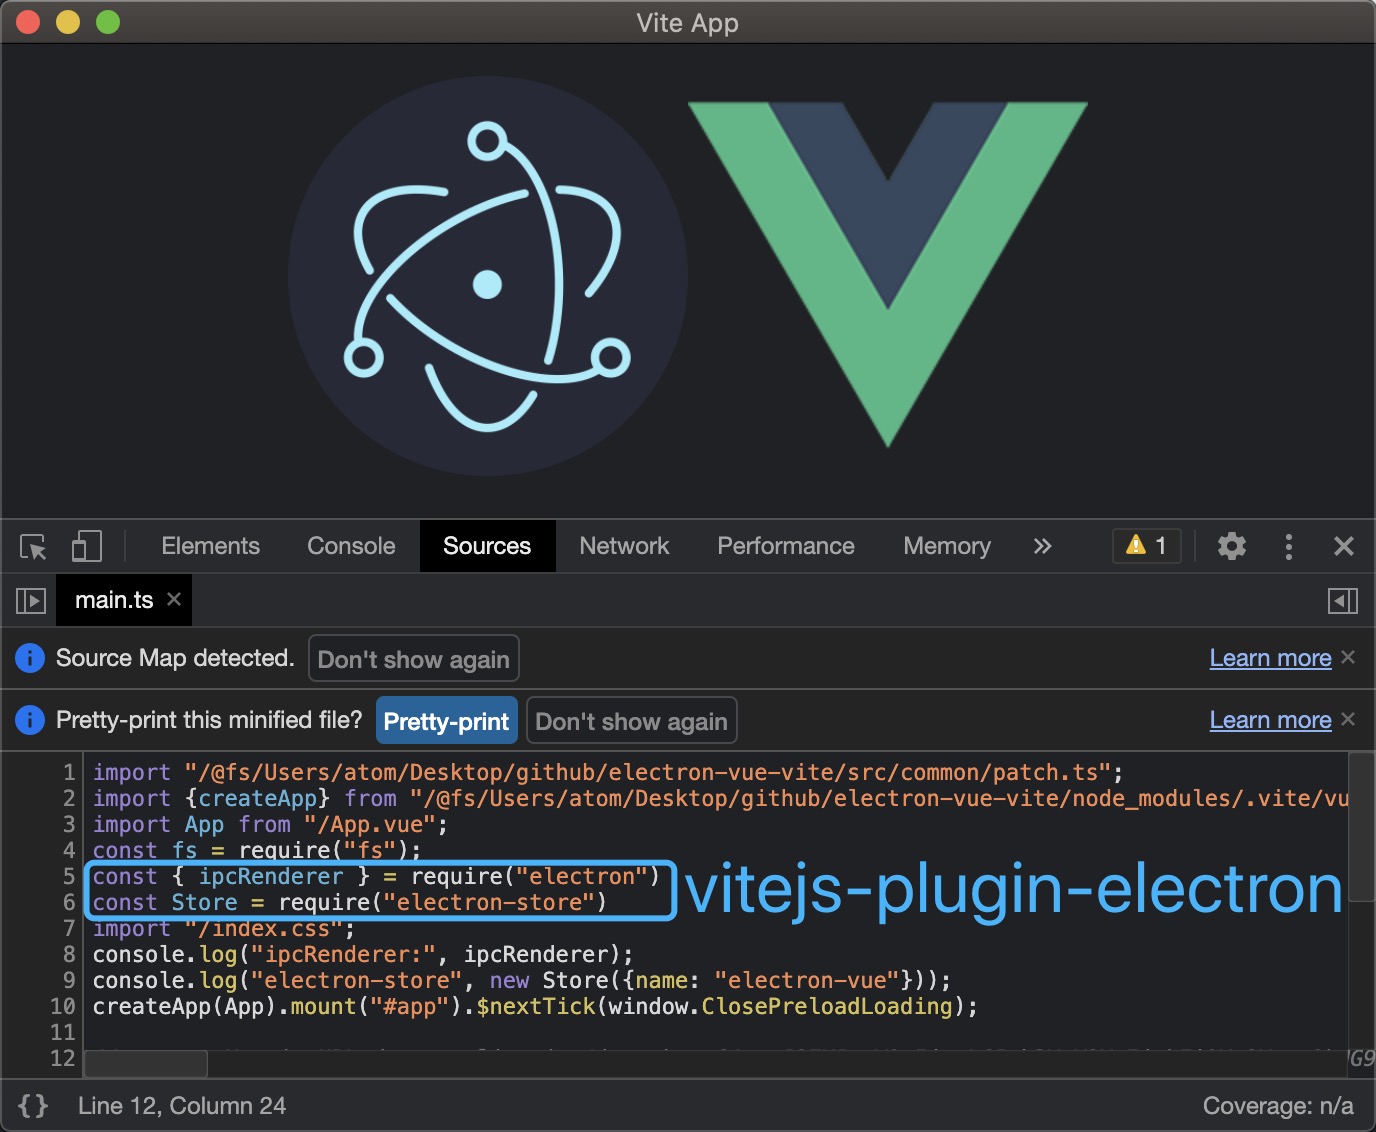 Vite App
Elements Console Sources Network Performance Memory » 1
main.ts ×
Source Map detected. Don't show again Learn more ×
Pretty-print this minified file? Pretty-print Don't show again Learn more ×
1 import "/@fs/Users/atom/Desktop/github/electron-vue-vite/src/common/patch.ts";
2 import {createApp} from "/@fs/Users/atom/Desktop/github/electron-vue-vite/node_modules/.vite/vu
3 import App from "/App.vue";
4 const fs = require("fs");
5 const { ipcRenderer } = require("electron")
6 const Store = require("electron-store")
vitejs-plugin-electron
7 import "/index.css";
8 console.log("ipcRenderer:", ipcRenderer);
9 console.log("electron-store", new Store({name: "electron-vue"}));
10 createApp(App).mount("#app").$nextTick(window.ClosePreloadLoading);
11
12
{} Line 12, Column 24 Coverage: n/a